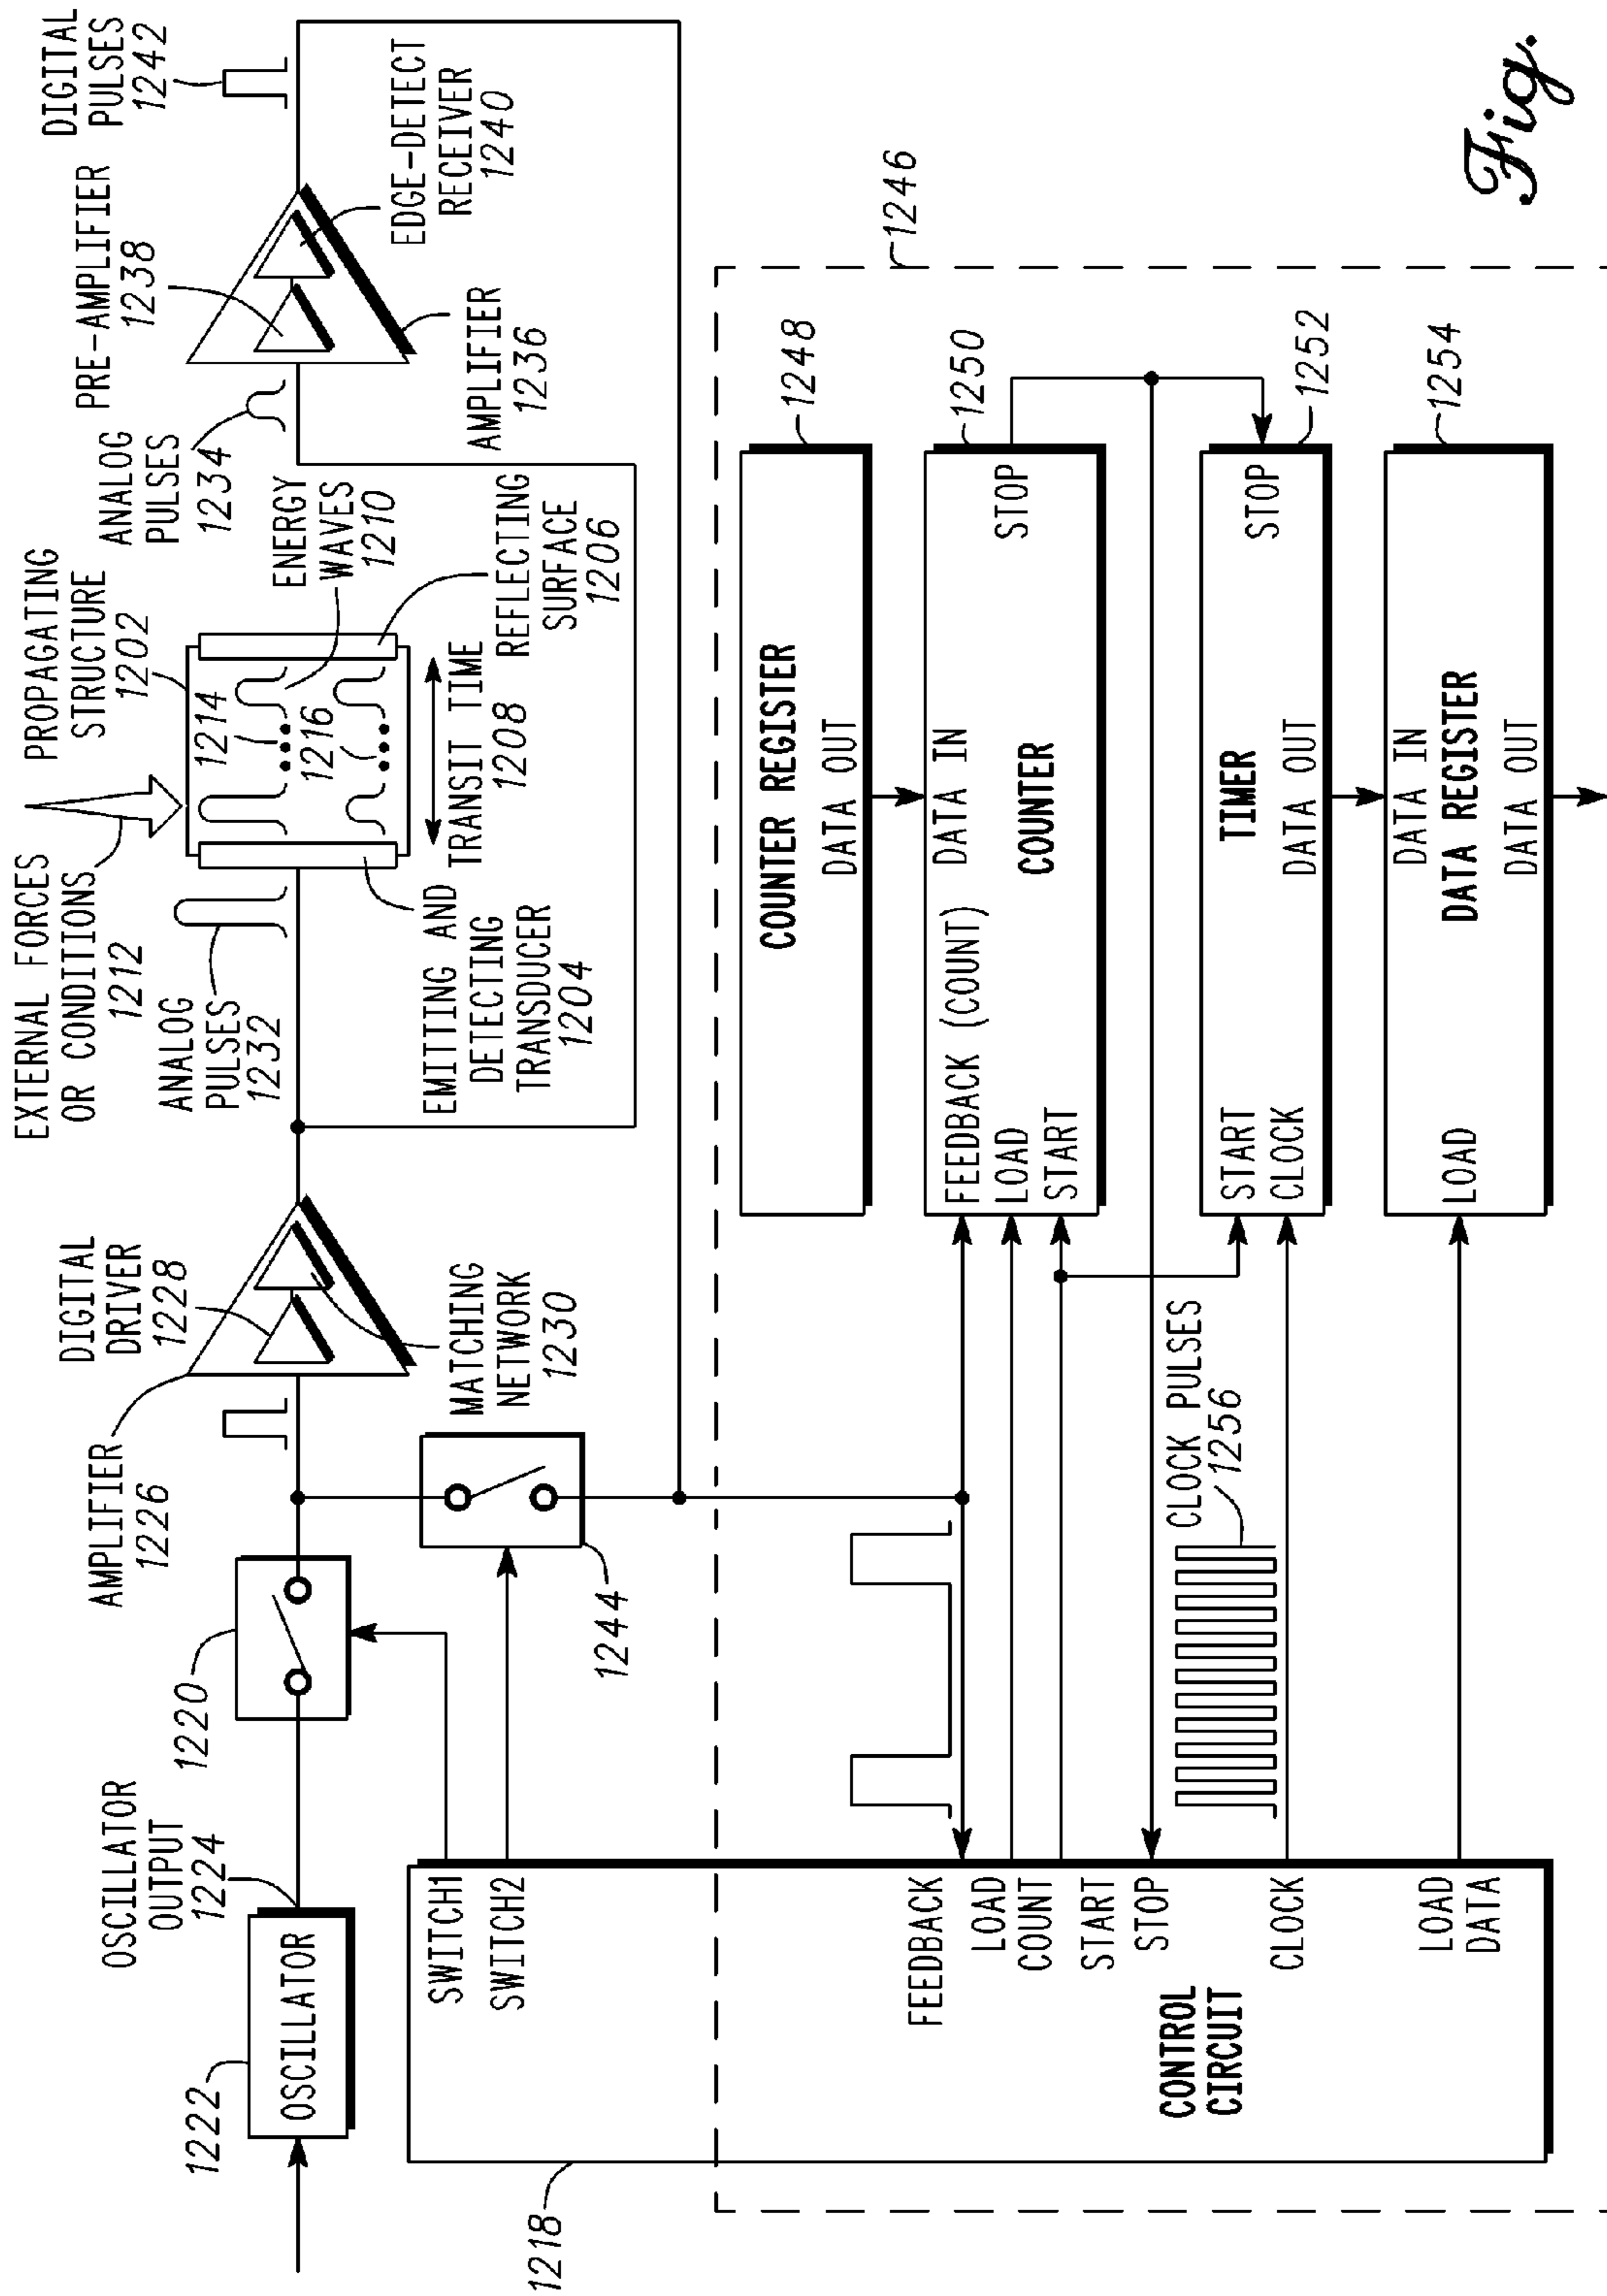 EXTERNAL FORCES
OR CONDITIONS
1212
PROPAGATING
STRUCTURE
1202
DIGITAL
PULSES
1242
PRE-AMPLIFIER
1238
ANALOG
PULSES
1234
ENERGY
WAVES
1210
1214
1216
EDGE-DETECT
RECEIVER
1240
AMPLIFIER
1236
REFLECTING
SURFACE
1206
TRANSIT TIME
1208
EMITTING AND
DETECTING
TRANSDUCER
1204
ANALOG
PULSES
1232
DIGITAL
DRIVER
1228
AMPLIFIER
1226
MATCHING
NETWORK
1230
OSCILLATOR
OUTPUT
1224
1220
1222
OSCILLATOR
1244
1218
SWITCH1
SWITCH2
FEEDBACK
LOAD
COUNT
START
STOP
CLOCK
LOAD
DATA
CONTROL
CIRCUIT
CLOCK PULSES
1256
1246
COUNTER REGISTER
DATA OUT
1248
FEEDBACK (COUNT)
LOAD
START
DATA IN
COUNTER
STOP
1250
START
CLOCK
TIMER
DATA OUT
STOP
1252
LOAD
DATA IN
DATA REGISTER
DATA OUT
1254
Fig.